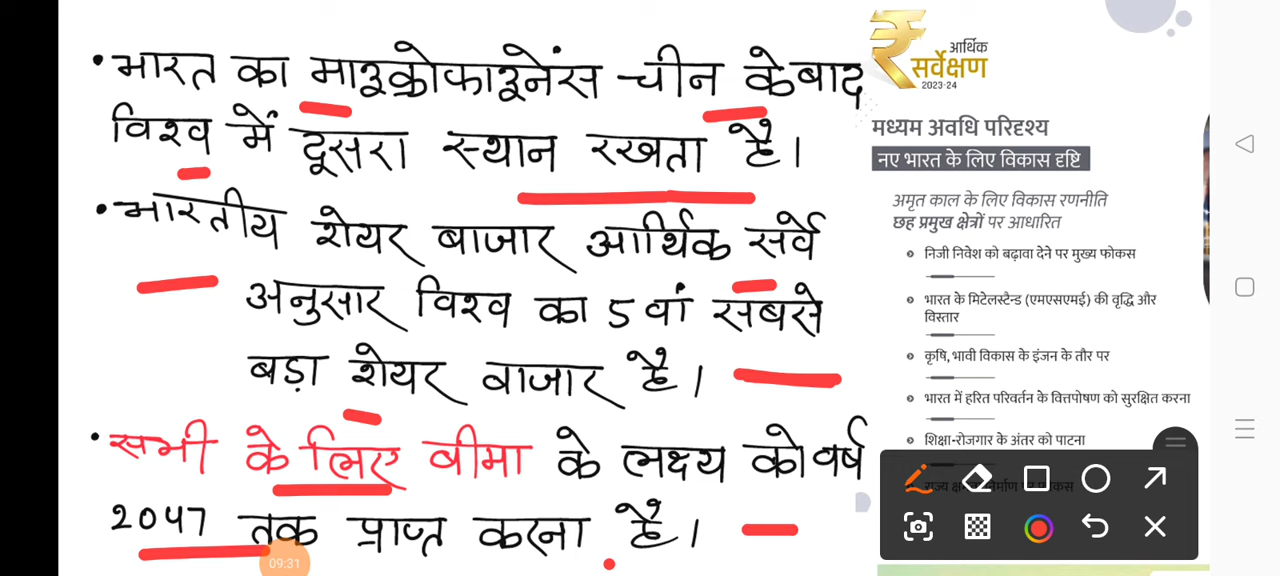 • भारत का माइक्रोफाइनेंस चीन के बाद
विश्व में दूसरा स्थान रखता है।
• भारतीय शेयर बाजार आर्थिक सर्वे
अनुसार विश्व का 5 वां सबसे
बड़ा शेयर बाजार है।
• सभी के लिए बीमा के लक्ष्य को वर्ष
2047 तक प्राप्त करना है।
09:31
आर्थिक
सर्वेक्षण
2023-24
मध्यम अवधि परिदृश्य
नए भारत के लिए विकास दृष्टि
अमृत काल के लिए विकास रणनीति
छह प्रमुख क्षेत्रों पर आधारित
निजी निवेश को बढ़ावा देने पर मुख्य फोकस
भारत के मिटेलस्टैन्ड (एमएसएमई) की वृद्धि और
विस्तार
कृषि, भावी विकास के इंजन के तौर पर
भारत में हरित परिवर्तन के वित्तपोषण को सुरक्षित करना
शिक्षा-रोजगार के अंतर को पाटना